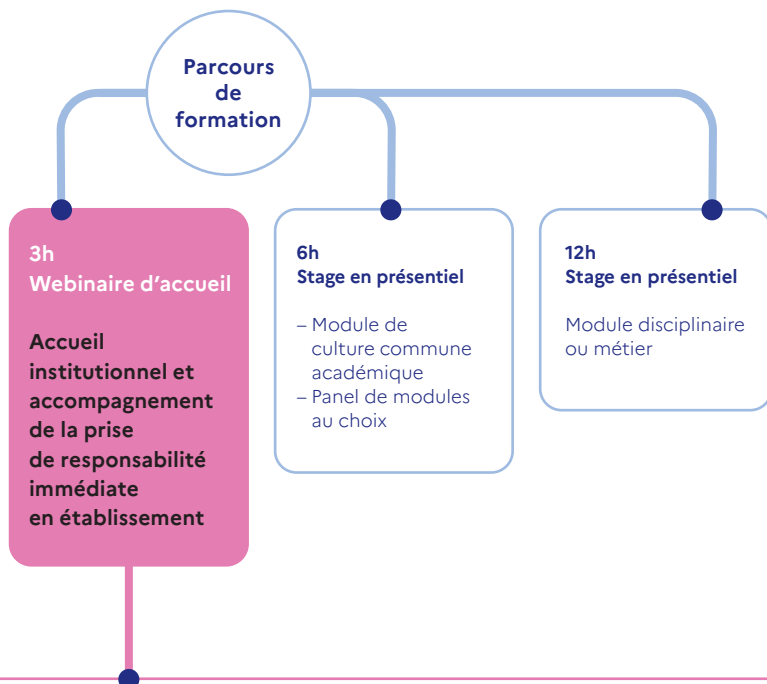 Parcours
de
formation
3h
Webinaire d’accueil
Accueil
institutionnel et
accompagnement
de la prise
de responsabilité
immédiate
en établissement
6h
Stage en présentiel
– Module de
culture commune
académique
– Panel de modules
au choix
12h
Stage en présentiel
Module disciplinaire
ou métier